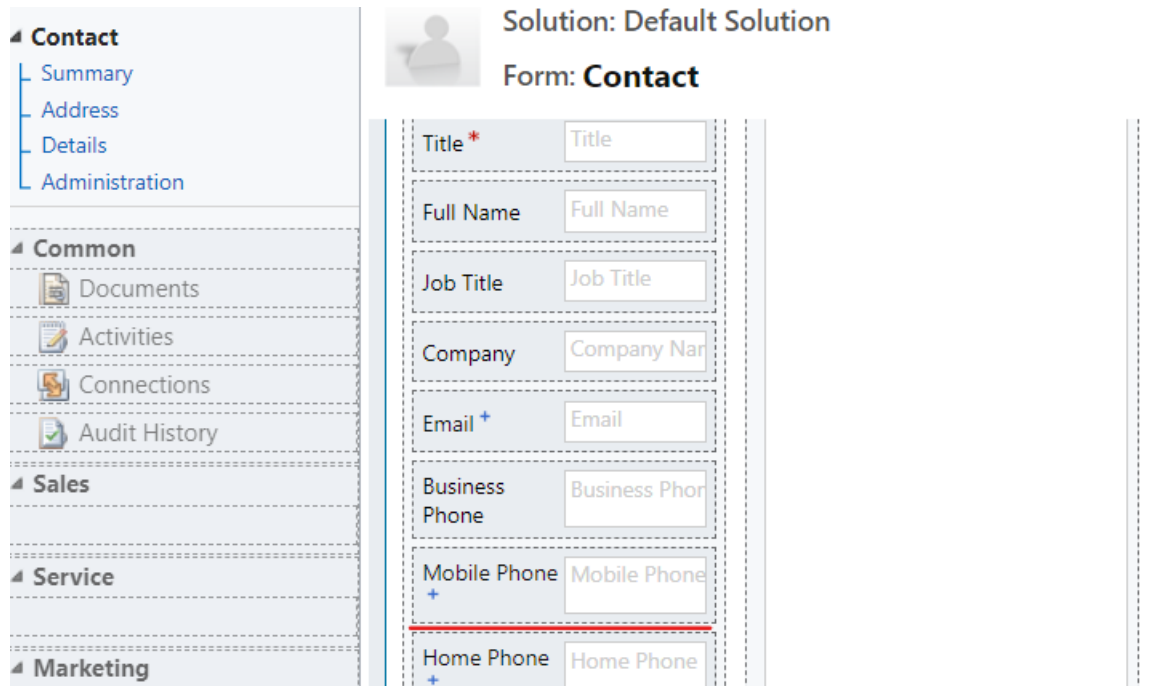 Contact
Summary
Address
Details
Administration
Common
Documents
Activities
Connections
Audit History
Sales
Service
Marketing
Solution: Default Solution
Form: Contact
Title * Title
Full Name Full Name
Job Title Job Title
Company Company Nar
Email + Email
Business Phone Business Phor
Mobile Phone + Mobile Phone
Home Phone + Home Phone